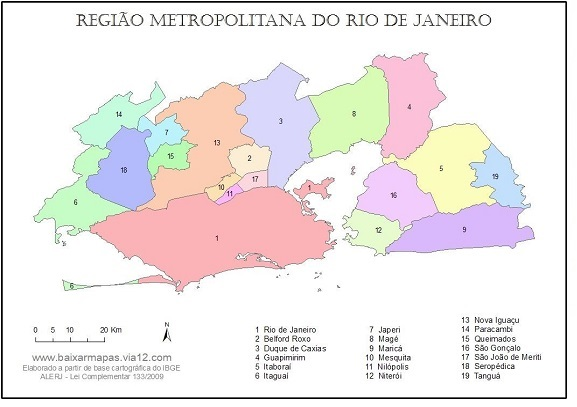 REGIÃO METROPOLITANA DO RIO DE JANEIRO
14
7
13
3
8
4
15
2
18
17
10
11
1
5
19
16
6
12
9
1
6
0 5 10 20 Km
N
www.baixarmapas.via12.com
Elaborado a partir de base cartográfica do IBGE
ALERJ - Lei Complementar 133/2009
1 Rio de Janeiro
2 Belford Roxo
3 Duque de Caxias
4 Guapimirim
5 Itaboraí
6 Itaguaí
7 Japeri
8 Magé
9 Maricá
10 Mesquita
11 Nilópolis
12 Niterói
13 Nova Iguaçu
14 Paracambi
15 Queimados
16 São Gonçalo
17 São João de Meriti
18 Seropédica
19 Tanguá